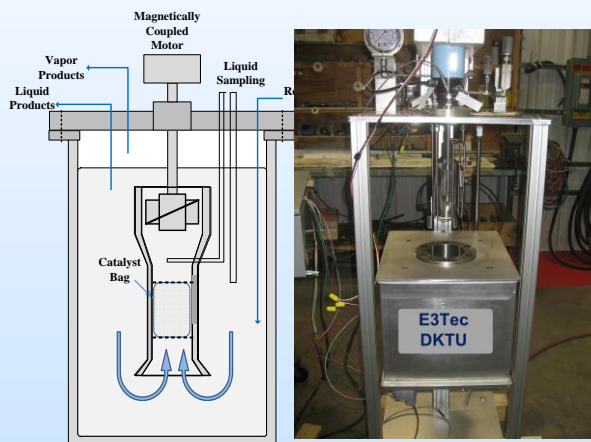 Magnetically
Coupled
Motor
Vapor
Products
Liquid
Products
Liquid
Sampling
Catalyst
Bag
E3Tec
DKTU